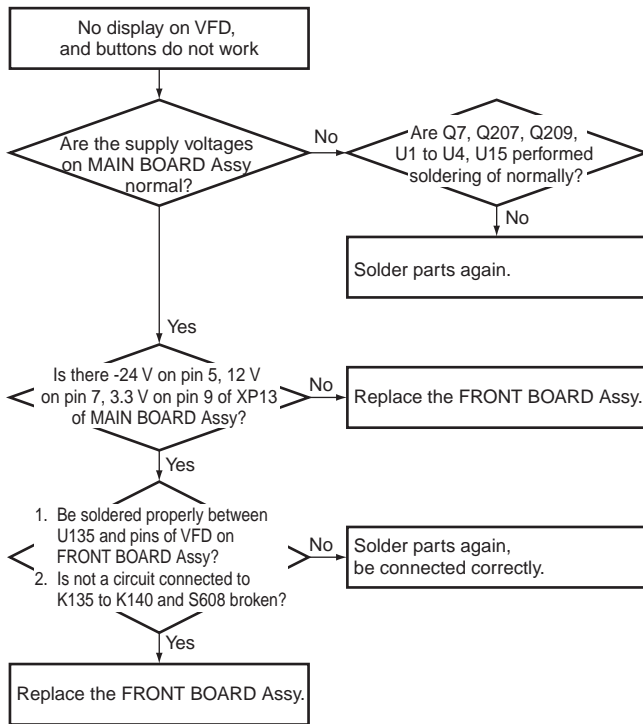 No display on VFD,
and buttons do not work
Are the supply voltages
on MAIN BOARD Assy
normal?
No
Are Q7, Q207, Q209,
U1 to U4, U15 performed
soldering of normally?
No
Solder parts again.
Yes
Is there -24 V on pin 5, 12 V
on pin 7, 3.3 V on pin 9 of XP13
of MAIN BOARD Assy?
No
Replace the FRONT BOARD Assy.
Yes
1. Be soldered properly between
U135 and pins of VFD on
FRONT BOARD Assy?
2. Is not a circuit connected to
K135 to K140 and S608 broken?
No
Solder parts again,
be connected correctly.
Yes
Replace the FRONT BOARD Assy.